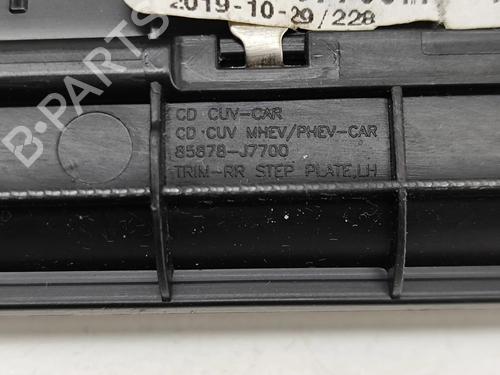 2019-10-29/228
CD CUV-CAR
CD CUV MHEV/PHEV-CAR
85878-J7700
TRIM-RR STEP PLATE,LH
B-PARTS